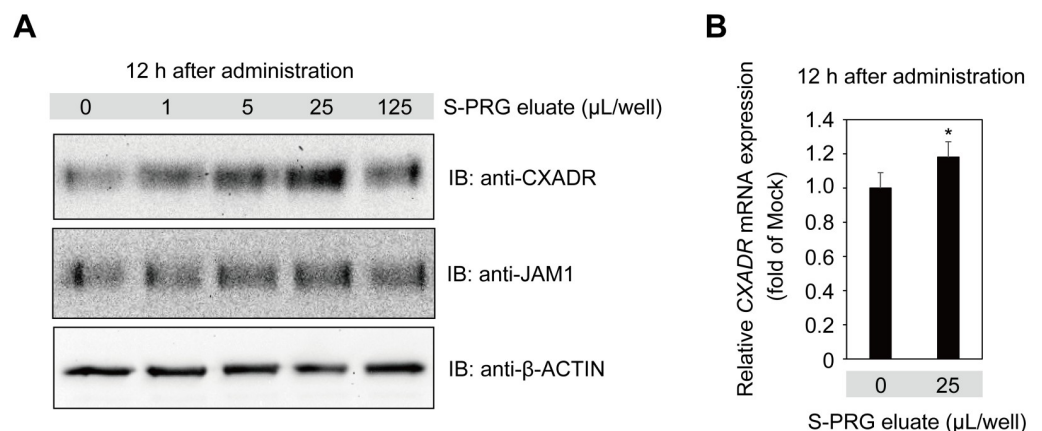 A
12 h after administration
0 1 5 25 125 S-PRG eluate (µL/well)
IB: anti-CXADR
IB: anti-JAM1
IB: anti-β-ACTIN
B
12 h after administration
Relative CXADR mRNA expression
(fold of Mock)
1.4
1.2
1.0
0.8
0.6
0.4
0.2
0
*
0 25
S-PRG eluate (µL/well)